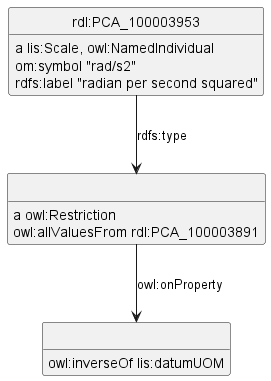 rdl:PCA_100003953
a lis:Scale, owl:NamedIndividual
om:symbol "rad/s2"
rdfs:label "radian per second squared"
rdfs:type
a owl:Restriction
owl:allValuesFrom rdl:PCA_100003891
owl:onProperty
owl:inverseOf lis:datumUOM